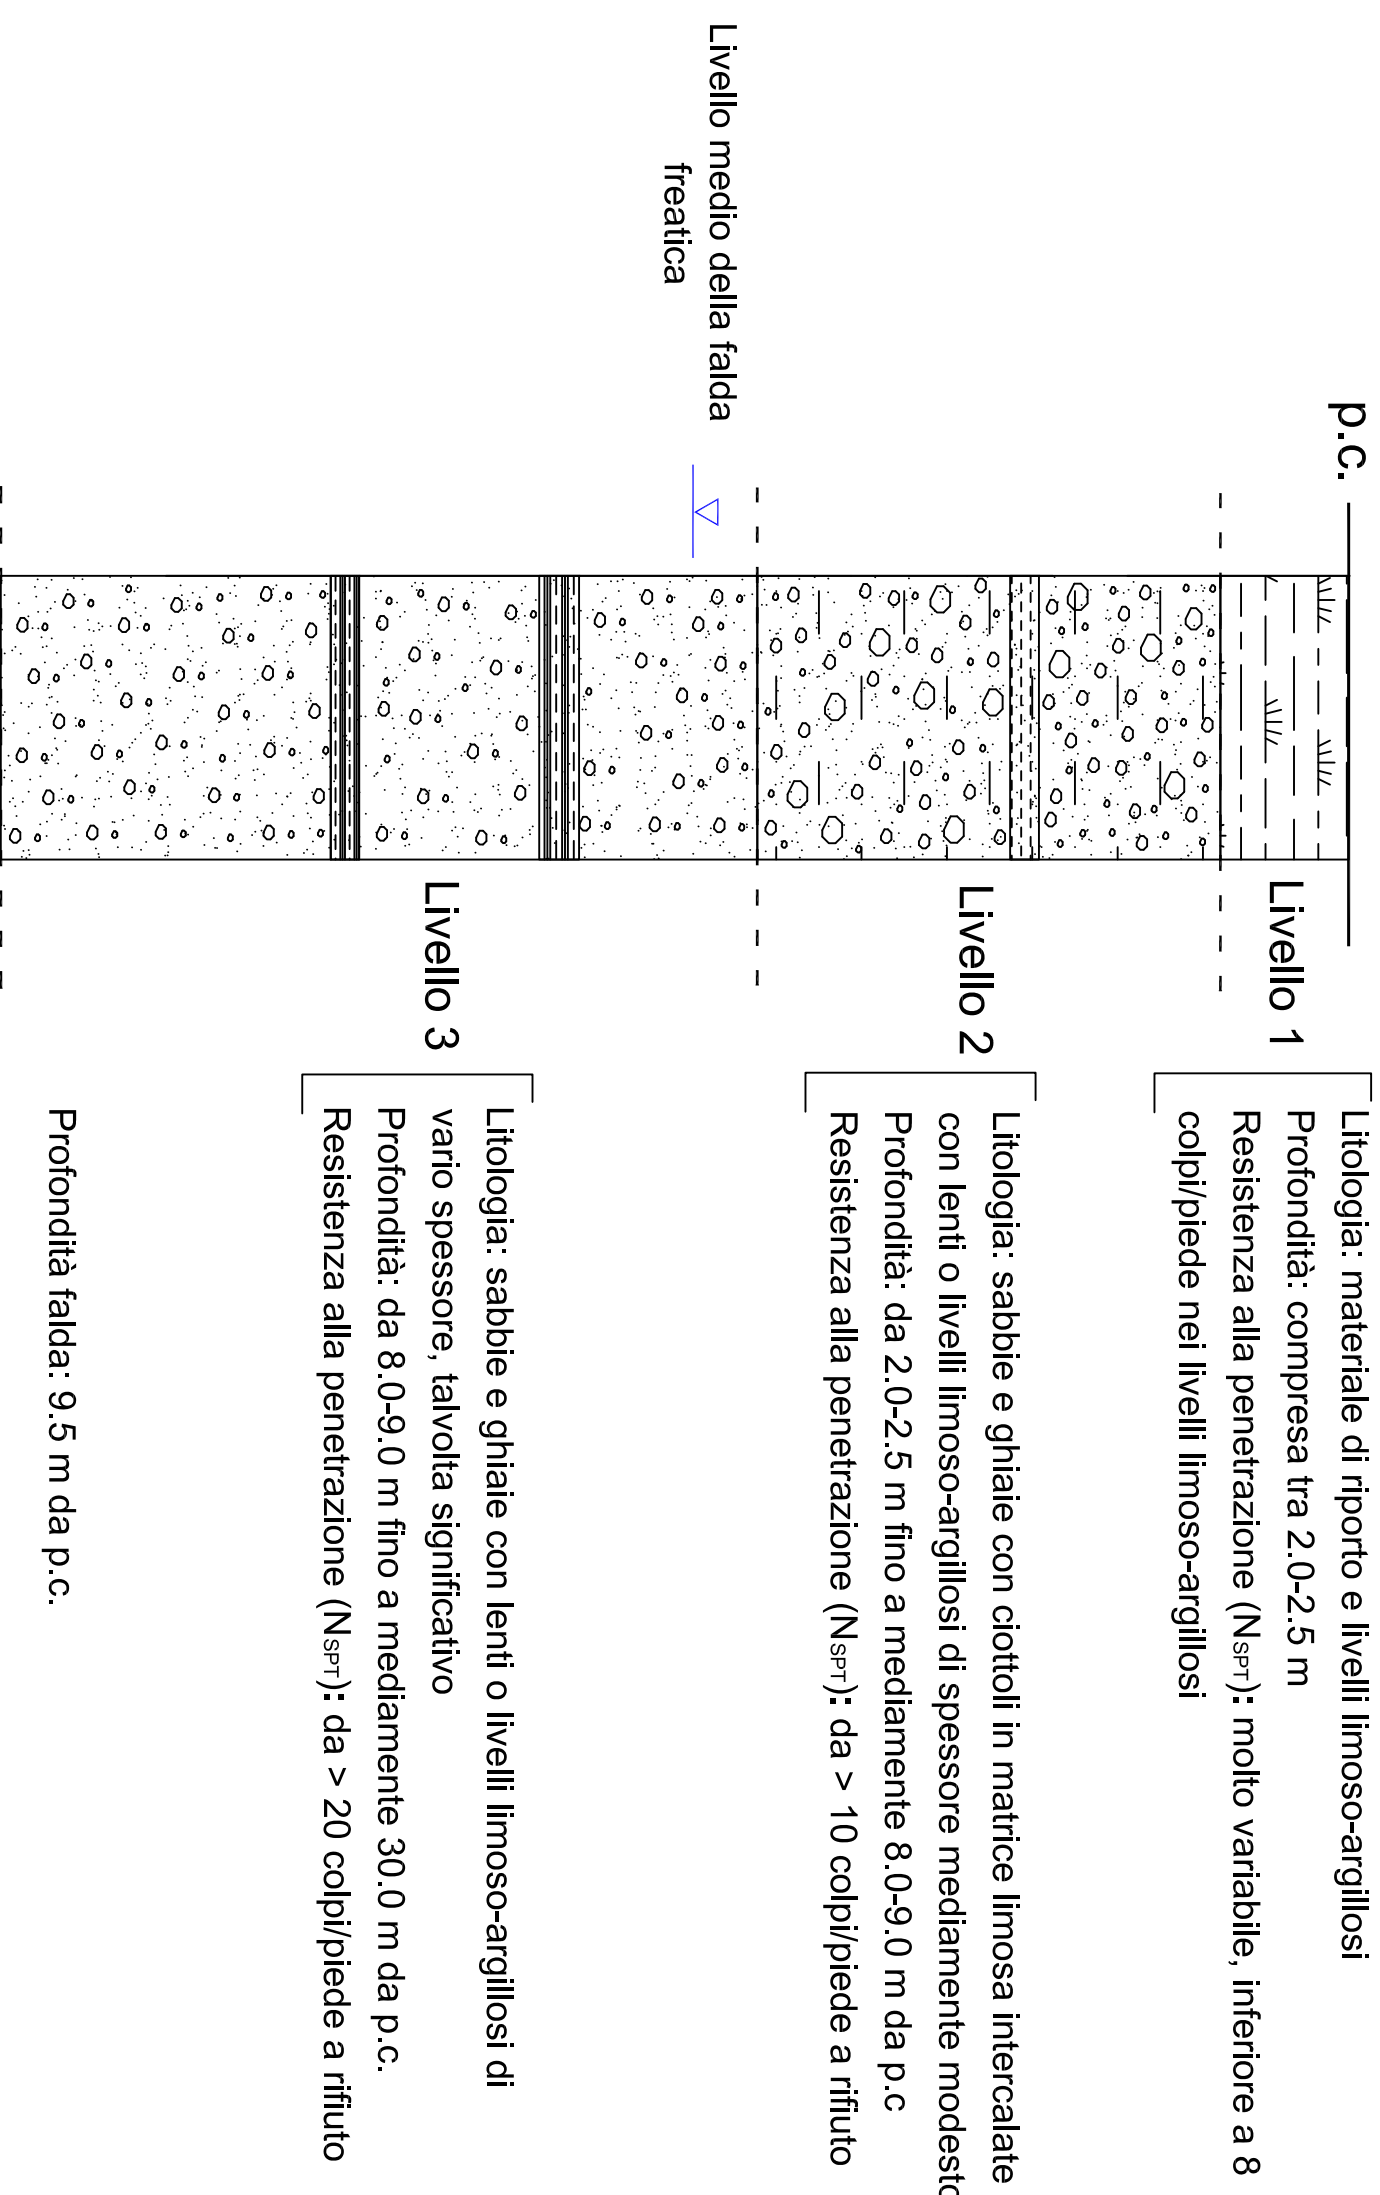 p.c.
Livello 1
Litologia: materiale di riporto e livelli limoso-argillosi
Profondità: compresa tra 2.0-2.5 m
Resistenza alla penetrazione (NSPT): molto variabile, inferiore a 8
colpi/piede nei livelli limoso-argillosi
Livello 2
Litologia: sabbie e ghiaie con ciottoli in matrice limosa intercalate
con lenti o livelli limoso-argillosi di spessore mediamente modesto
Profondità: da 2.0-2.5 m fino a mediamente 8.0-9.0 m da p.c
Resistenza alla penetrazione (NSPT): da > 10 colpi/piede a rifiuto
Livello medio della falda
freatica
Livello 3
Litologia: sabbie e ghiaie con lenti o livelli limoso-argillosi di
vario spessore, talvolta significativo
Profondità: da 8.0-9.0 m fino a mediamente 30.0 m da p.c.
Resistenza alla penetrazione (NSPT): da > 20 colpi/piede a rifiuto
Profondità falda: 9.5 m da p.c.